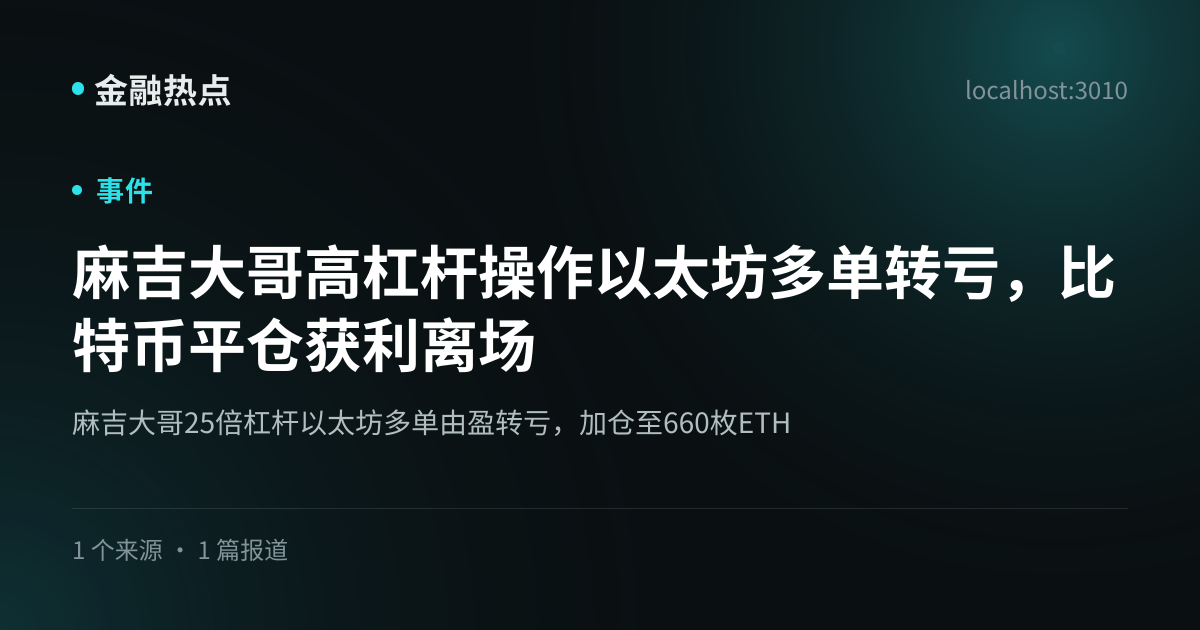 金融热点
localhost:3010
事件
麻吉大哥高杠杆操作以太坊多单转亏，比
特币平仓获利离场
麻吉大哥25倍杠杆以太坊多单由盈转亏，加仓至660枚ETH
1 个来源 · 1 篇报道